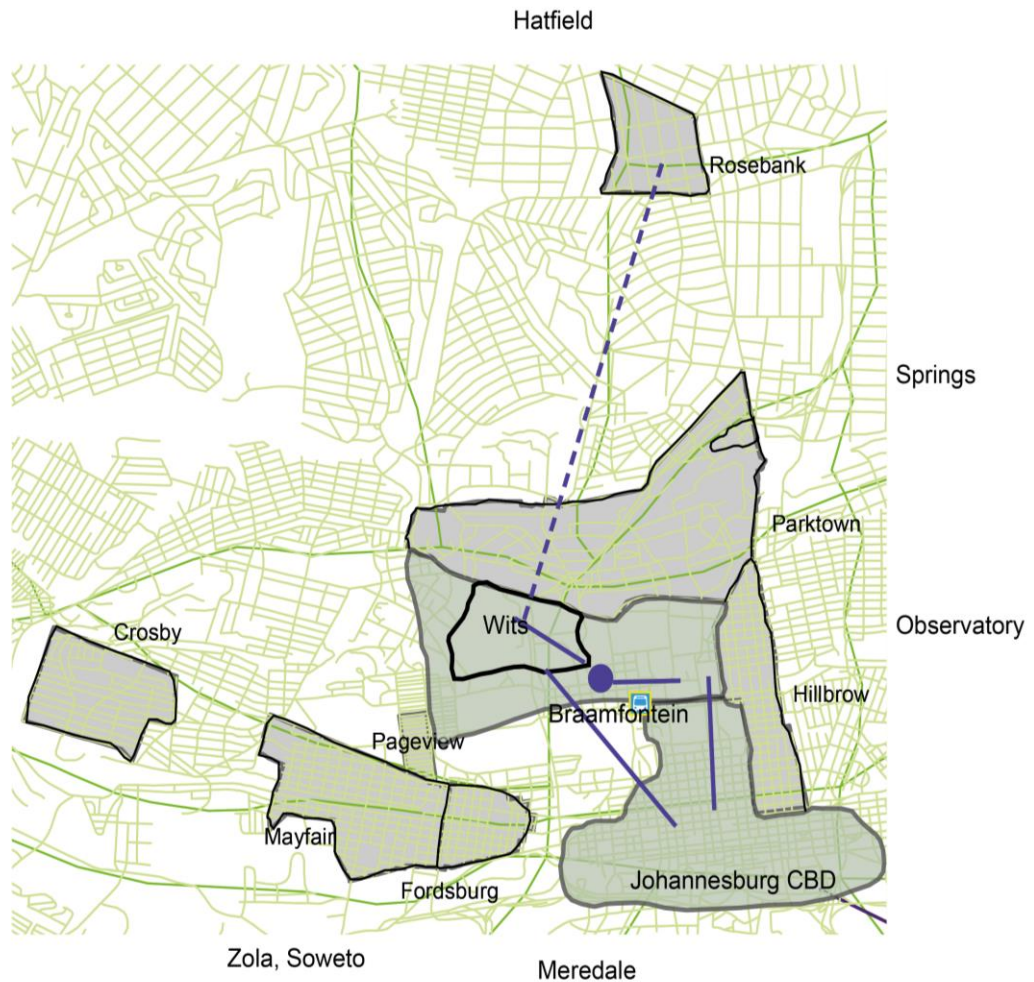 Hatfield
Rosebank
Springs
Parktown
Wits
Observatory
Crosby
Hillbrow
Braamfontein
Pageview
Mayfair
Johannesburg CBD
Fordsburg
Zola, Soweto
Meredale